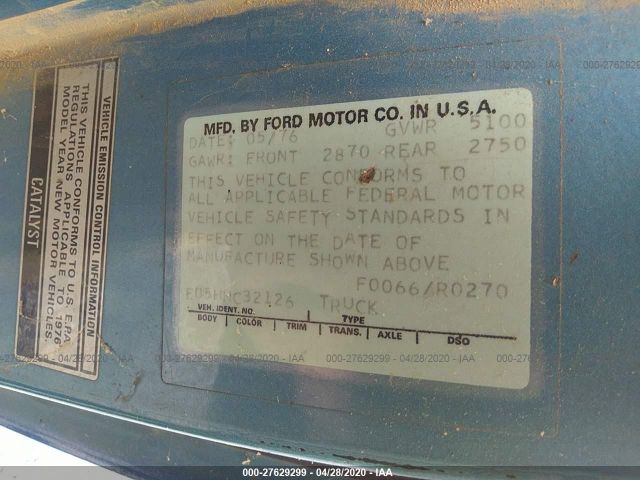 VEHICLE EMISSION CONTROL INFORMATION
THIS VEHICLE CONFORMS TO U.S. EPA
REGULATIONS APPLICABLE TO 1976
MODEL YEAR NEW MOTOR VEHICLES.
CATALYST
MFD. BY FORD MOTOR CO. IN U.S.A.
DATE: 05/76 GVWR 5100
GAWR: FRONT 2870 REAR 2750
THIS VEHICLE CONFORMS TO
ALL APPLICABLE FEDERAL MOTOR
VEHICLE SAFETY STANDARDS IN
EFFECT ON THE DATE OF
MANUFACTURE SHOWN ABOVE
F0066/R0270
E05HBC32126 TRUCK
VEH. IDENT. NO. TYPE
BODY COLOR TRIM TRANS. AXLE DSO
000-27629299 - 04/28/2020 - IAA